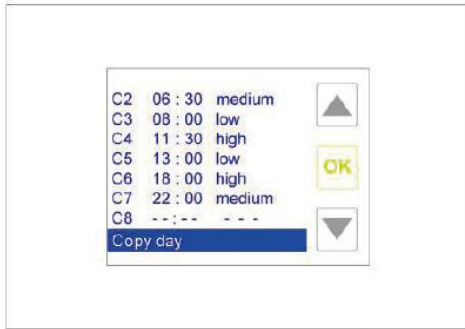 C2 06 : 30 medium
C3 08 : 00 low
C4 11 : 30 high
C5 13 : 00 low
C6 18 : 00 high
C7 22 : 00 medium
C8 - - : - - - - -
Copy day
OK